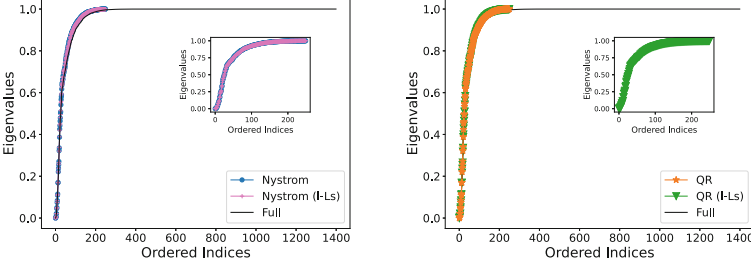 1.0
0.8
0.6
0.4
0.2
0.0
Eigenvalues
0 200 400 600 800 1000 1200 1400
Ordered Indices
1.00
0.75
0.50
0.25
0.00
Eigenvalues
0 100 200
Ordered Indices
Nystrom
Nystrom (I-Ls)
Full
1.0
0.8
0.6
0.4
0.2
0.0
Eigenvalues
0 200 400 600 800 1000 1200 1400
Ordered Indices
1.00
0.75
0.50
0.25
0.00
Eigenvalues
0 100 200
Ordered Indices
QR
QR (I-Ls)
Full